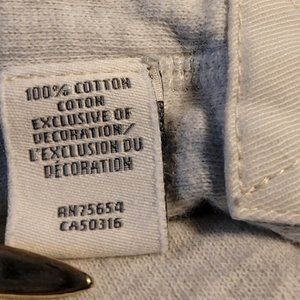 100% COTTON
COTON
EXCLUSIVE OF
DECORATION/
L'EXCLUSION DU
DÉCORATION
RN75654
CA50316